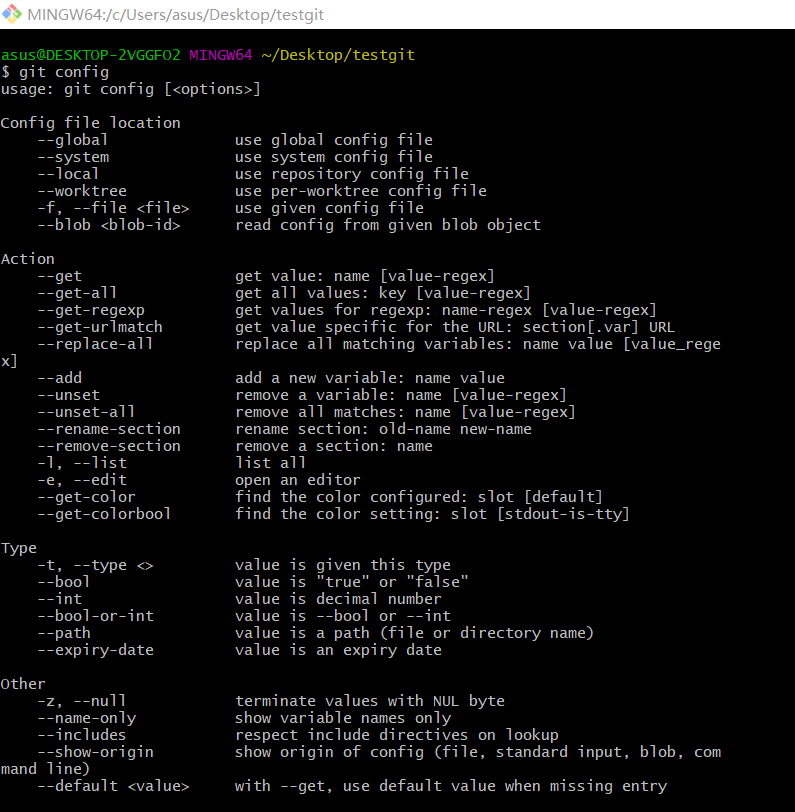 MINGW64:/c/Users/asus/Desktop/testgit
asus@DESKTOP-2VGGFO2 MINGW64 ~/Desktop/testgit
$ git config
usage: git config [<options>]
Config file location
    --global              use global config file
    --system              use system config file
    --local               use repository config file
    --worktree            use per-worktree config file
    -f, --file <file>     use given config file
    --blob <blob-id>      read config from given blob object
Action
    --get                 get value: name [value-regex]
    --get-all             get all values: key [value-regex]
    --get-regexp          get values for regexp: name-regex [value-regex]
    --get-urlmatch        get value specific for the URL: section[.var] URL
    --replace-all         replace all matching variables: name value [value_rege
x]
    --add                 add a new variable: name value
    --unset               remove a variable: name [value-regex]
    --unset-all           remove all matches: name [value-regex]
    --rename-section      rename section: old-name new-name
    --remove-section      remove a section: name
    -l, --list            list all
    -e, --edit            open an editor
    --get-color           find the color configured: slot [default]
    --get-colorbool       find the color setting: slot [stdout-is-tty]
Type
    -t, --type <>         value is given this type
    --bool                value is "true" or "false"
    --int                 value is decimal number
    --bool-or-int         value is --bool or --int
    --path                value is a path (file or directory name)
    --expiry-date         value is an expiry date
Other
    -z, --null            terminate values with NUL byte
    --name-only           show variable names only
    --includes            respect include directives on lookup
    --show-origin         show origin of config (file, standard input, blob, com
mand line)
    --default <value>     with --get, use default value when missing entry